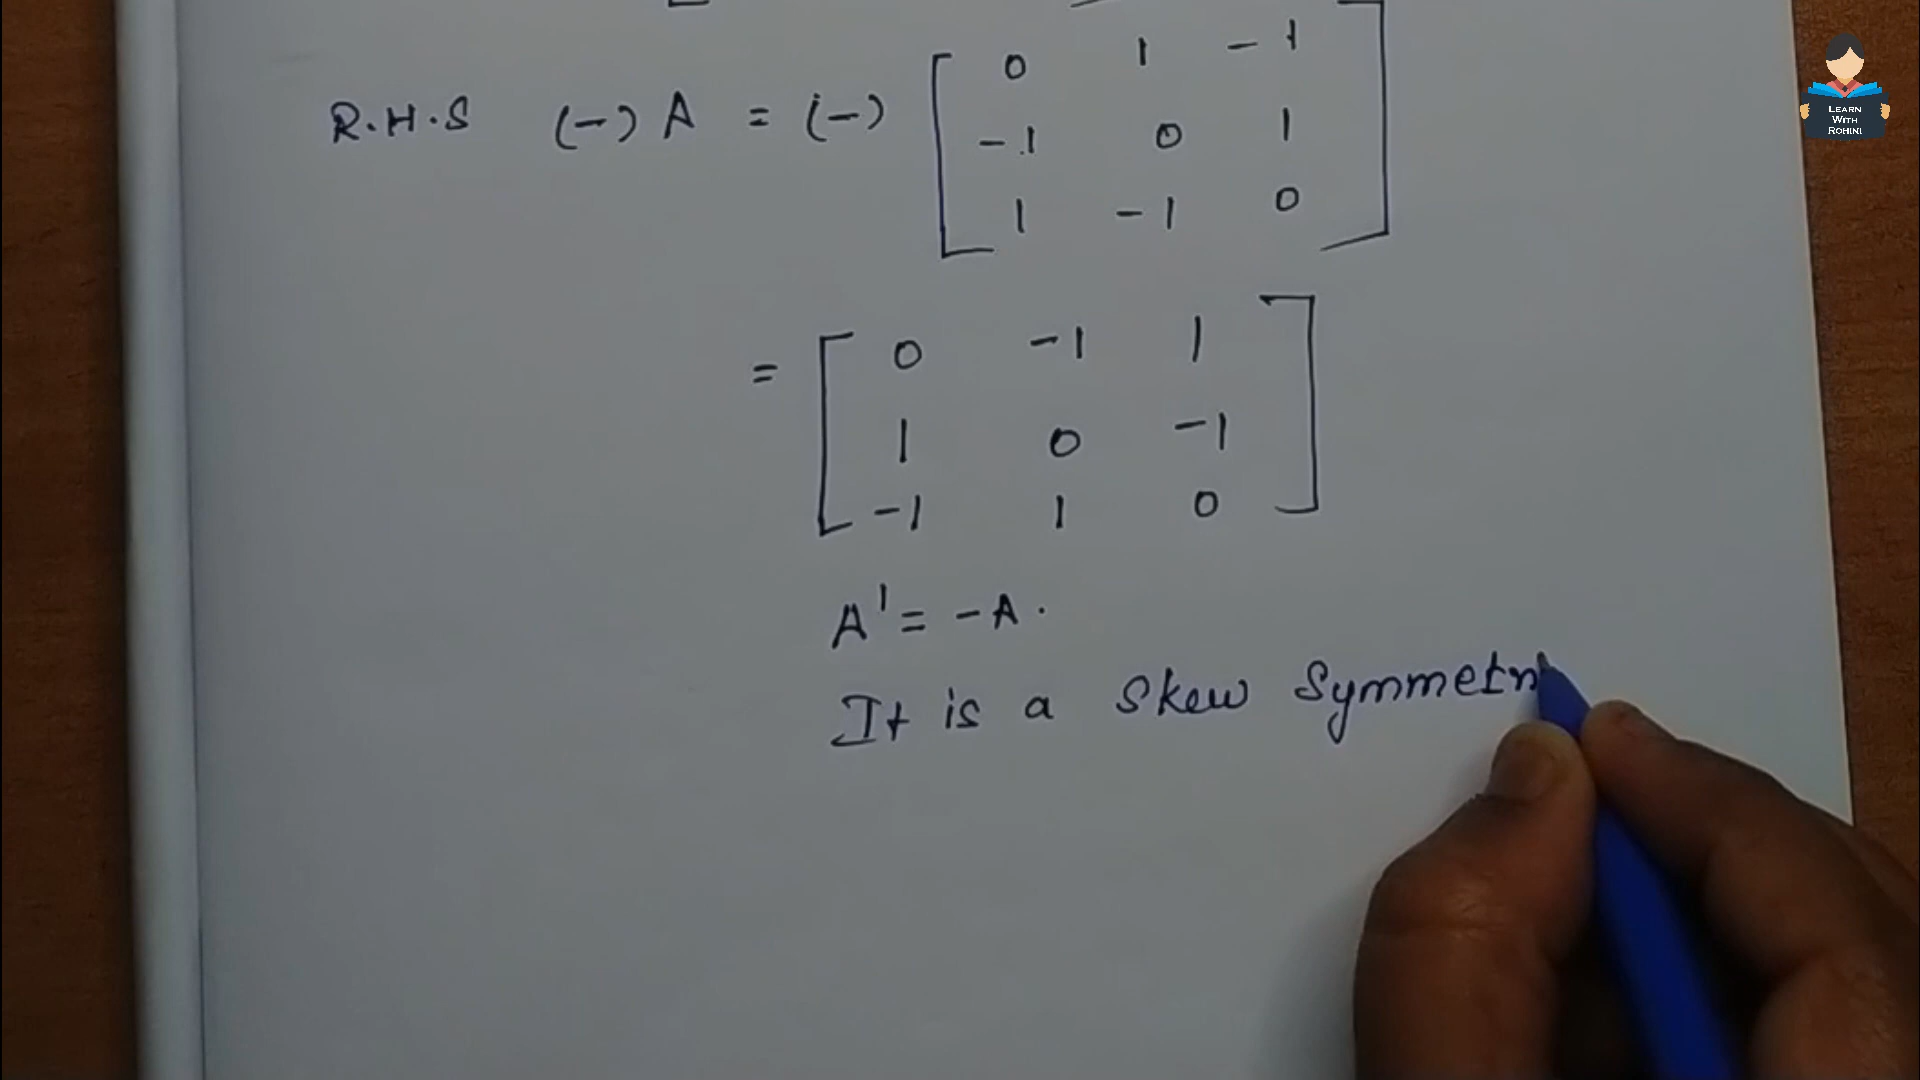 R.H.S (-) A = (-) [ 0 1 -1
-1 0 1
1 -1 0 ]
= [ 0 -1 1
1 0 -1
-1 1 0 ]
A' = -A.
It is a Skew Symmetr
LEARN
WITH
ROHINI